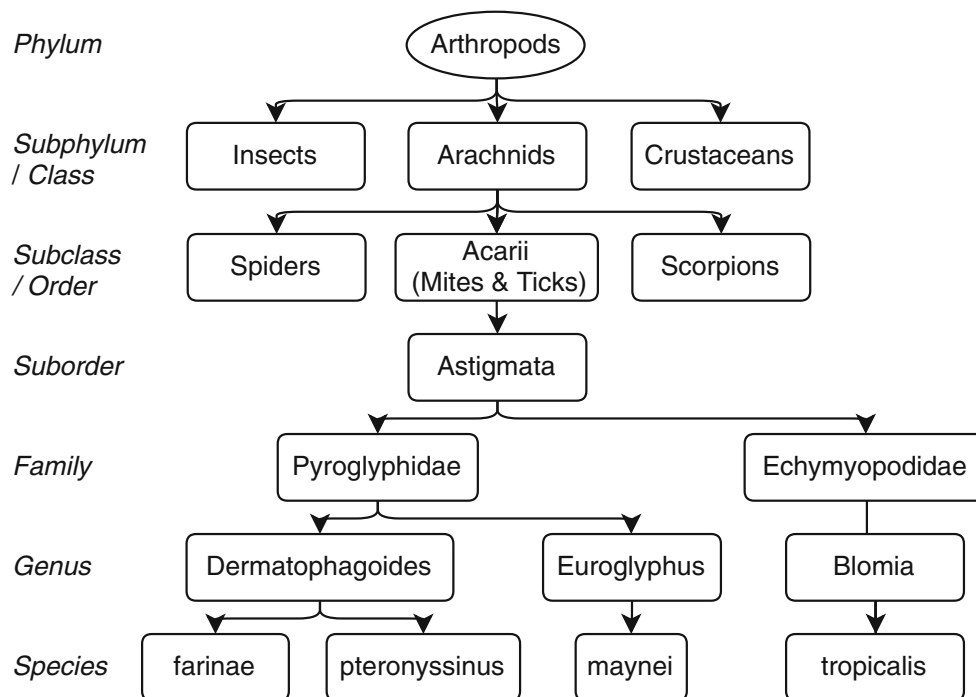 Phylum
Arthropods
Subphylum
/ Class
Insects
Arachnids
Crustaceans
Subclass
/ Order
Spiders
Acarii
(Mites & Ticks)
Scorpions
Suborder
Astigmata
Family
Pyroglyphidae
Echymyopodidae
Genus
Dermatophagoides
Euroglyphus
Blomia
Species
farinae
pteronyssinus
maynei
tropicalis